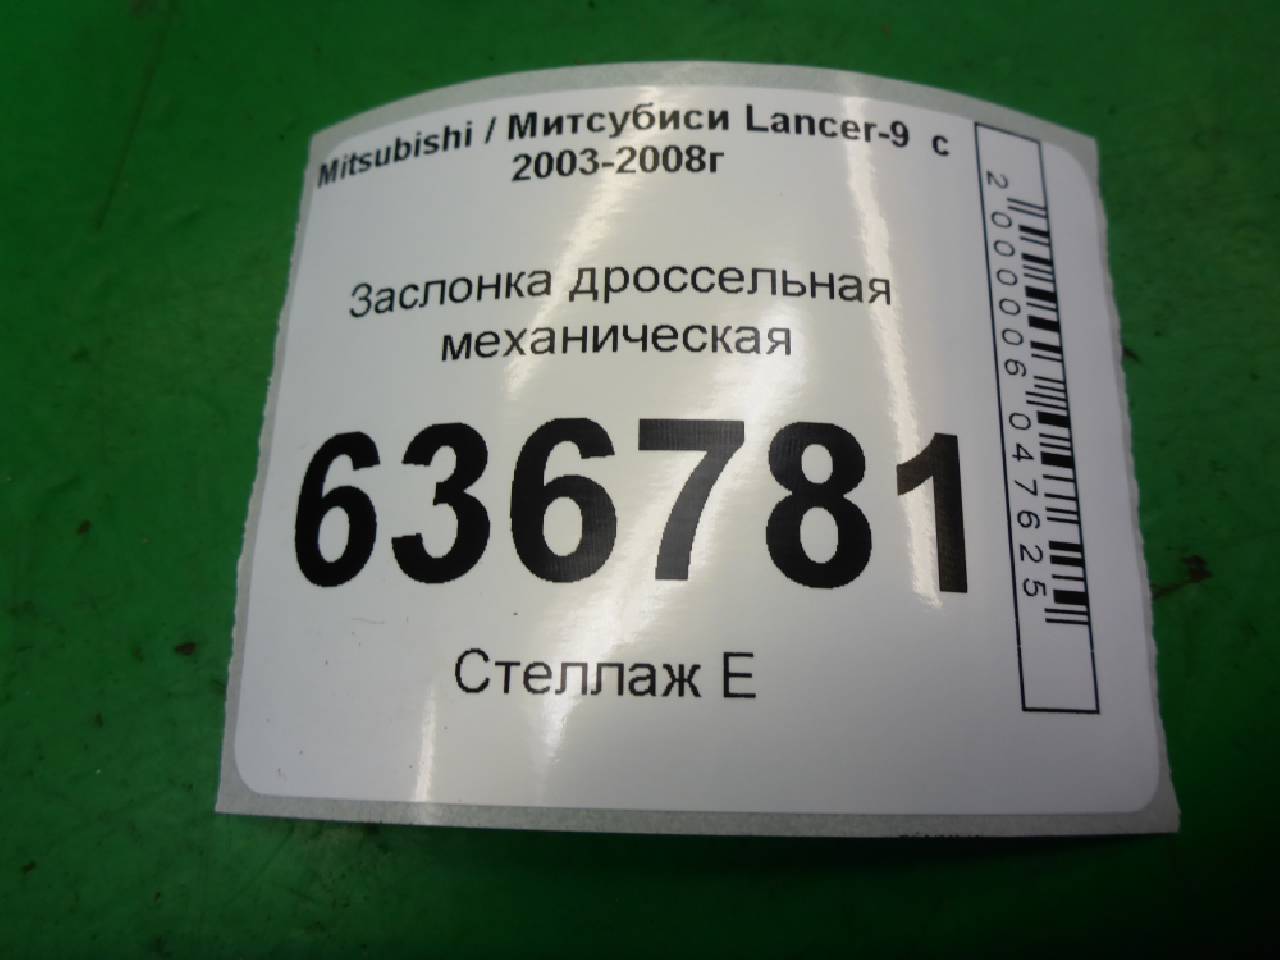 Mitsubishi / Митсубиси Lancer-9 с
2003-2008г
Заслонка дроссельная
механическая
636781
Стеллаж Е
2000006047625